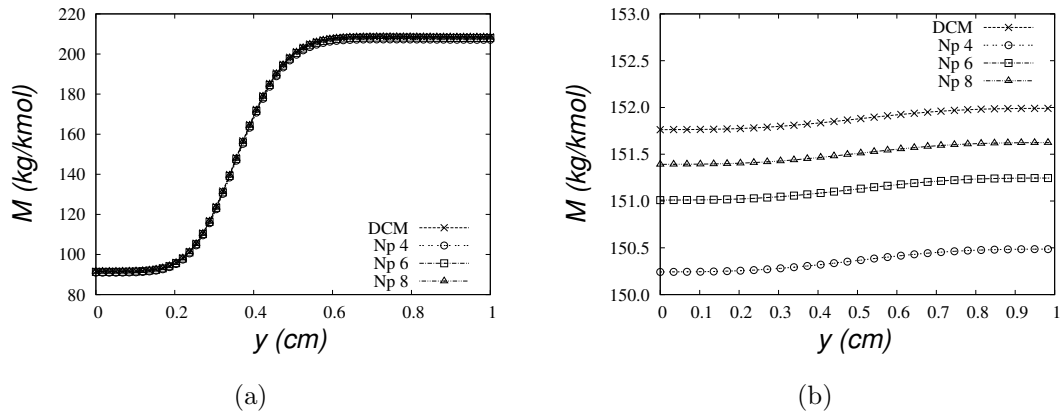 220
200
180
160
140
120
100
80
M (kg/kmol)
DCM
Np 4
Np 6
Np 8
0 0.2 0.4 0.6 0.8 1
y (cm)
(a)
153.0
152.5
152.0
151.5
151.0
150.5
150.0
M (kg/kmol)
DCM
Np 4
Np 6
Np 8
0 0.1 0.2 0.3 0.4 0.5 0.6 0.7 0.8 0.9 1
y (cm)
(b)